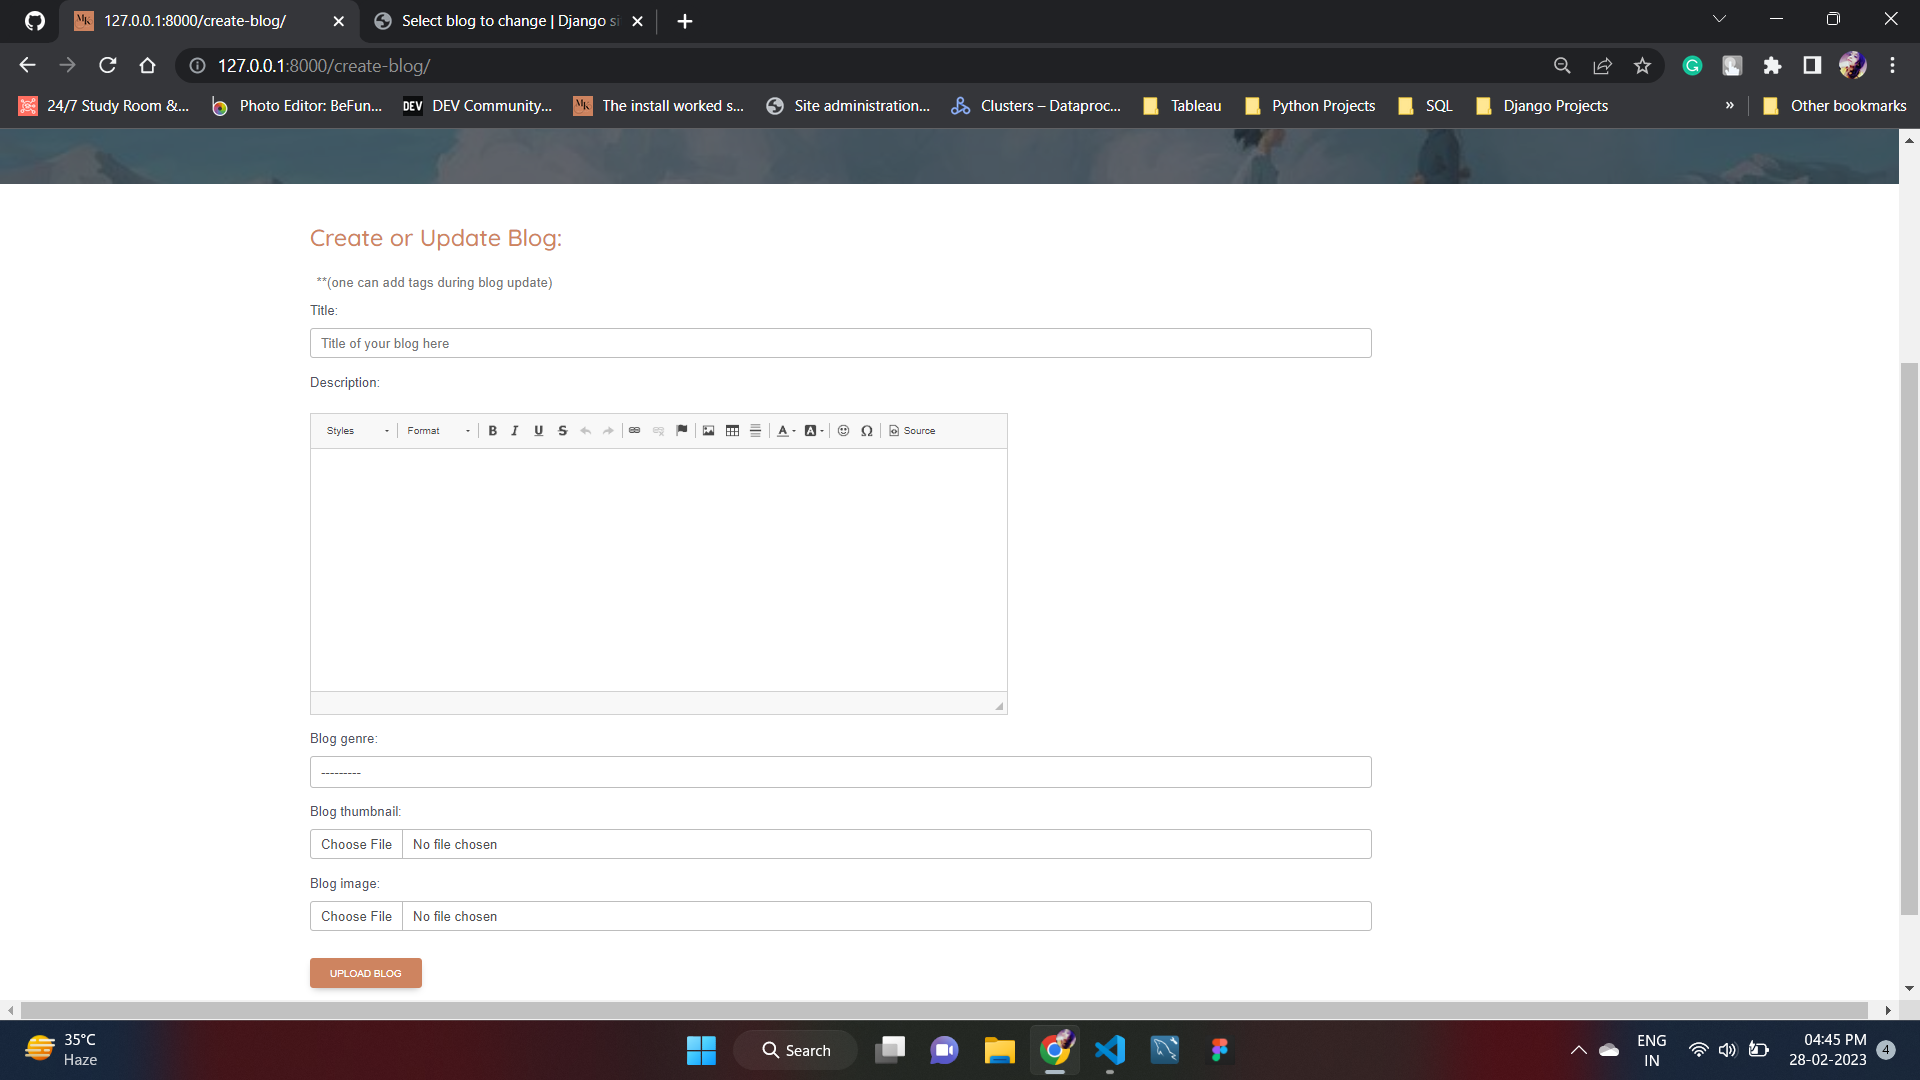 127.0.0.1:8000/create-blog/
Select blog to change | Django si
127.0.0.1:8000/create-blog/
24/7 Study Room &...
Photo Editor: BeFun...
DEV
DEV Community...
MK
The install worked s...
Site administration...
Clusters – Dataproc...
Tableau
Python Projects
SQL
Django Projects
»
Other bookmarks
Create or Update Blog:
**(one can add tags during blog update)
Title:
Title of your blog here
Description:
Styles
Format
B I U S
Source
Blog genre:
---------
Blog thumbnail:
Choose File No file chosen
Blog image:
Choose File No file chosen
UPLOAD BLOG
35°C
Haze
Search
ENG
IN
04:45 PM
28-02-2023
4